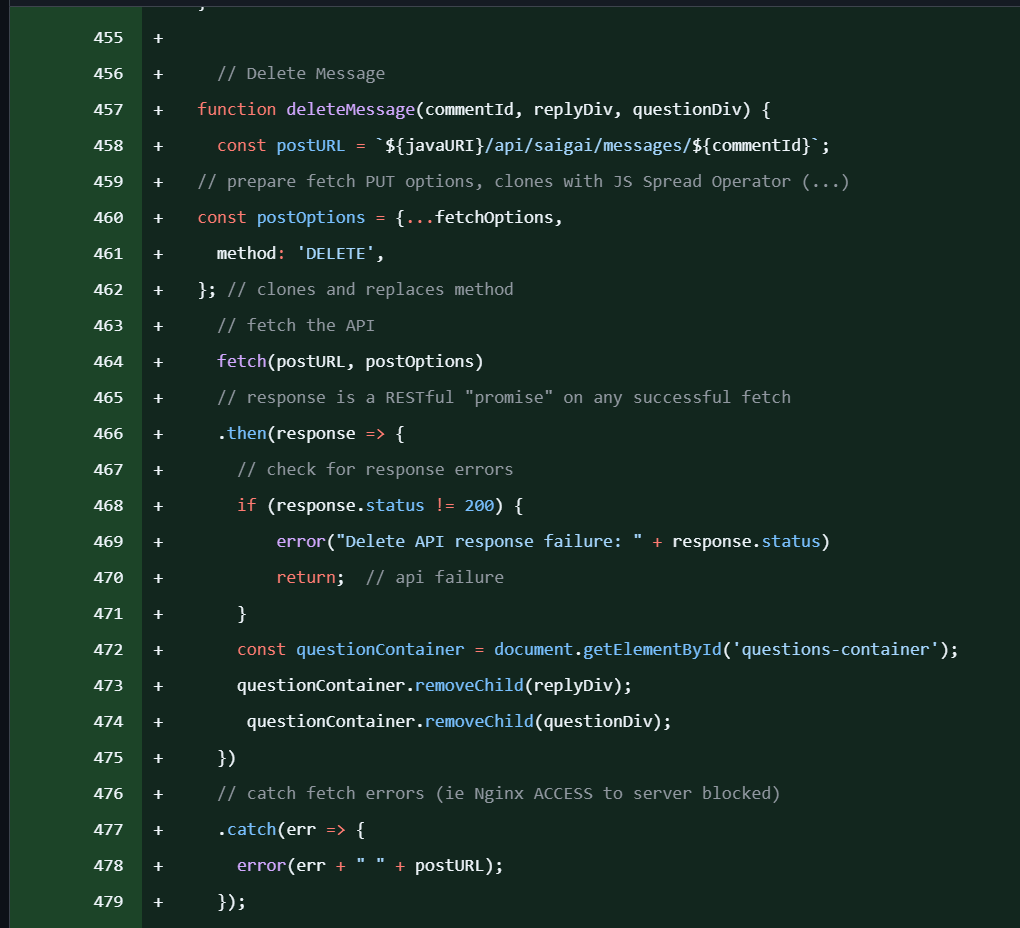 }
455 +
456 + // Delete Message
457 + function deleteMessage(commentId, replyDiv, questionDiv) {
458 + const postURL = `${javaURI}/api/saigai/messages/${commentId}`;
459 + // prepare fetch PUT options, clones with JS Spread Operator (...)
460 + const postOptions = {...fetchOptions,
461 + method: 'DELETE',
462 + }; // clones and replaces method
463 + // fetch the API
464 + fetch(postURL, postOptions)
465 + // response is a RESTful "promise" on any successful fetch
466 + .then(response => {
467 + // check for response errors
468 + if (response.status != 200) {
469 + error("Delete API response failure: " + response.status)
470 + return; // api failure
471 + }
472 + const questionContainer = document.getElementById('questions-container');
473 + questionContainer.removeChild(replyDiv);
474 + questionContainer.removeChild(questionDiv);
475 + })
476 + // catch fetch errors (ie Nginx ACCESS to server blocked)
477 + .catch(err => {
478 + error(err + " " + postURL);
479 + });